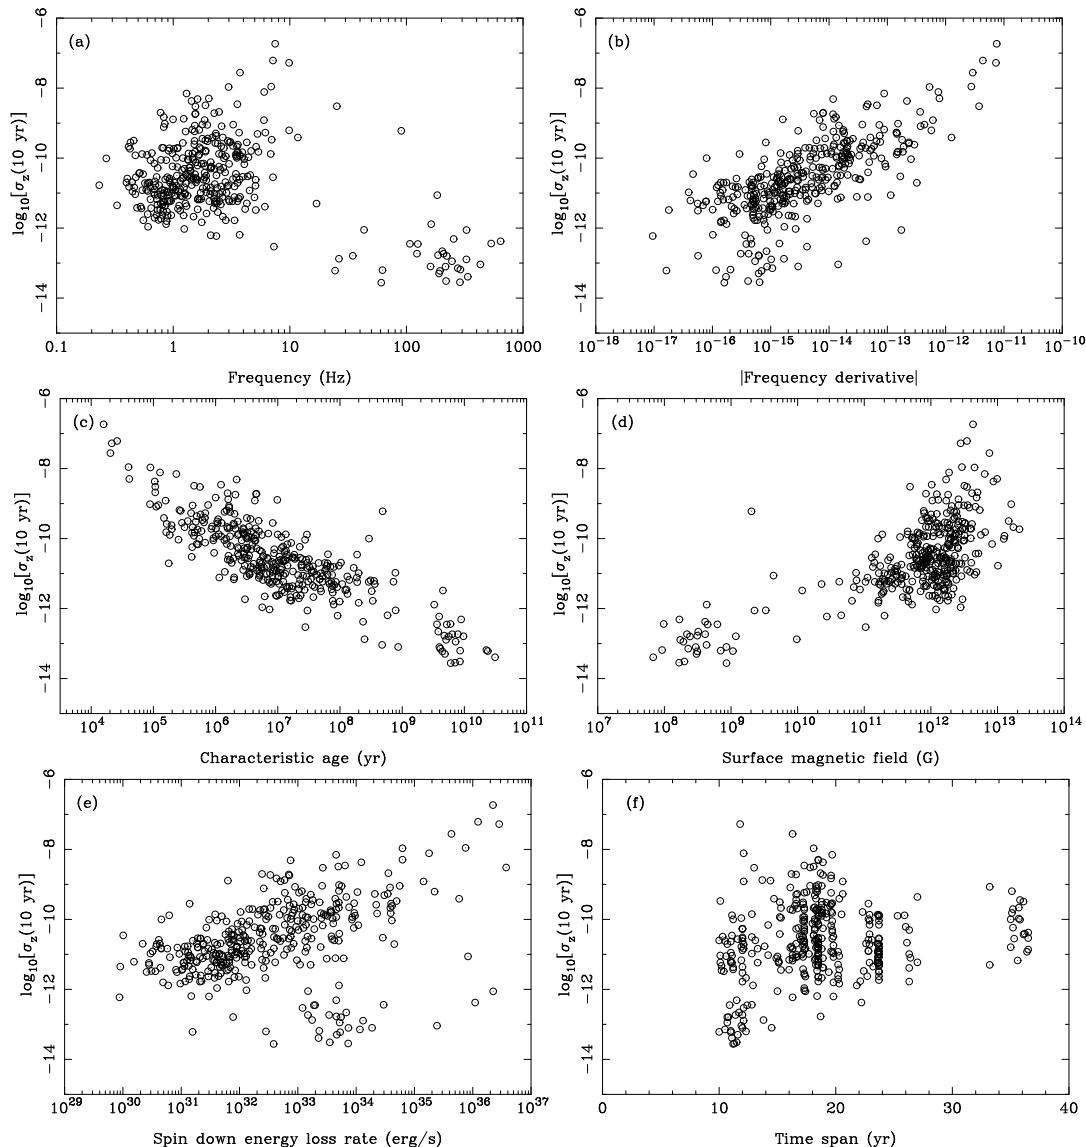 (a)
log₁₀[σ_z(10 yr)]
−6
−8
−10
−12
−14
0.1 1 10 100 1000
Frequency (Hz)
(b)
log₁₀[σ_z(10 yr)]
−6
−8
−10
−12
−14
10⁻¹⁸ 10⁻¹⁷ 10⁻¹⁶ 10⁻¹⁵ 10⁻¹⁴ 10⁻¹³ 10⁻¹² 10⁻¹¹ 10⁻¹⁰
|Frequency derivative|
(c)
log₁₀[σ_z(10 yr)]
−6
−8
−10
−12
−14
10⁴ 10⁵ 10⁶ 10⁷ 10⁸ 10⁹ 10¹⁰ 10¹¹
Characteristic age (yr)
(d)
log₁₀[σ_z(10 yr)]
−6
−8
−10
−12
−14
10⁷ 10⁸ 10⁹ 10¹⁰ 10¹¹ 10¹² 10¹³ 10¹⁴
Surface magnetic field (G)
(e)
log₁₀[σ_z(10 yr)]
−6
−8
−10
−12
−14
10²⁹ 10³⁰ 10³¹ 10³² 10³³ 10³⁴ 10³⁵ 10³⁶ 10³⁷
Spin down energy loss rate (erg/s)
(f)
log₁₀[σ_z(10 yr)]
−6
−8
−10
−12
−14
0 10 20 30 40
Time span (yr)